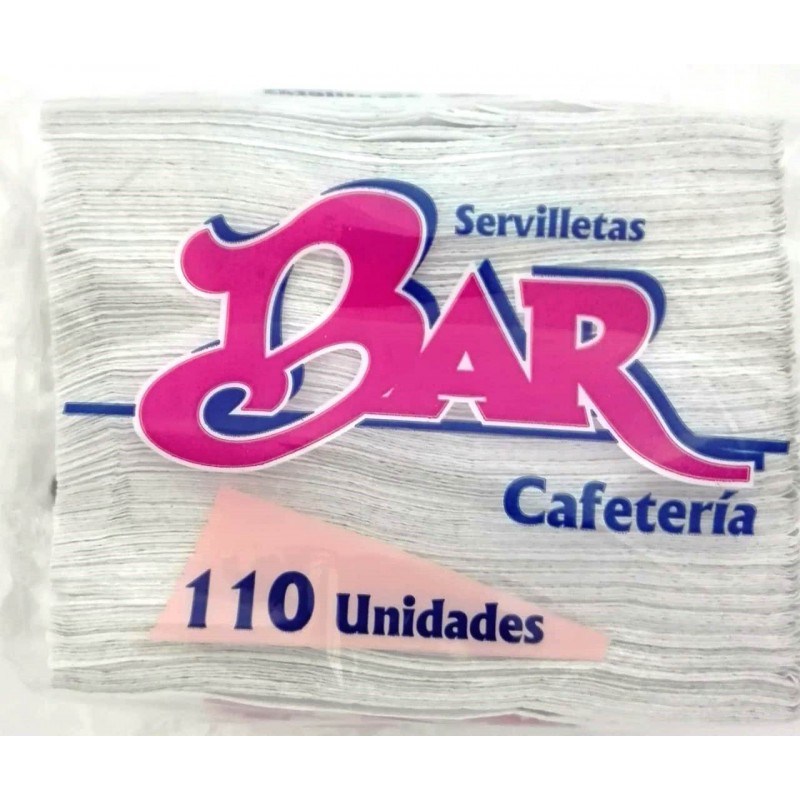 Servilletas
BAR
Cafetería
110 Unidades